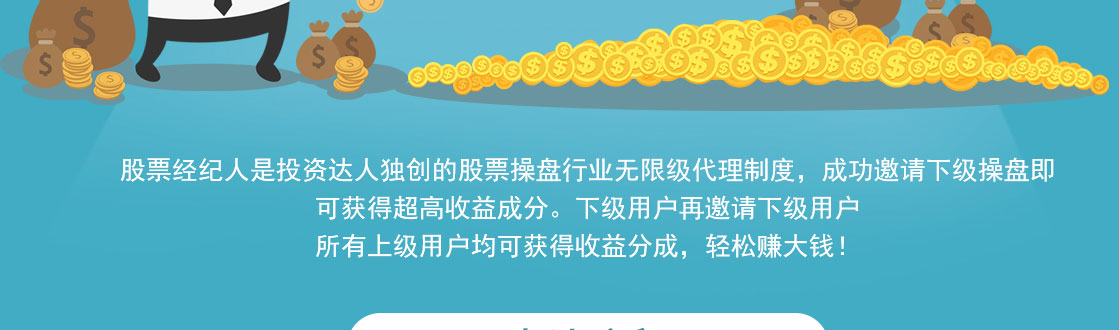 股票经纪人是投资达人独创的股票操盘行业无限级代理制度，成功邀请下级操盘即
可获得超高收益成分。下级用户再邀请下级用户
所有上级用户均可获得收益分成，轻松赚大钱！